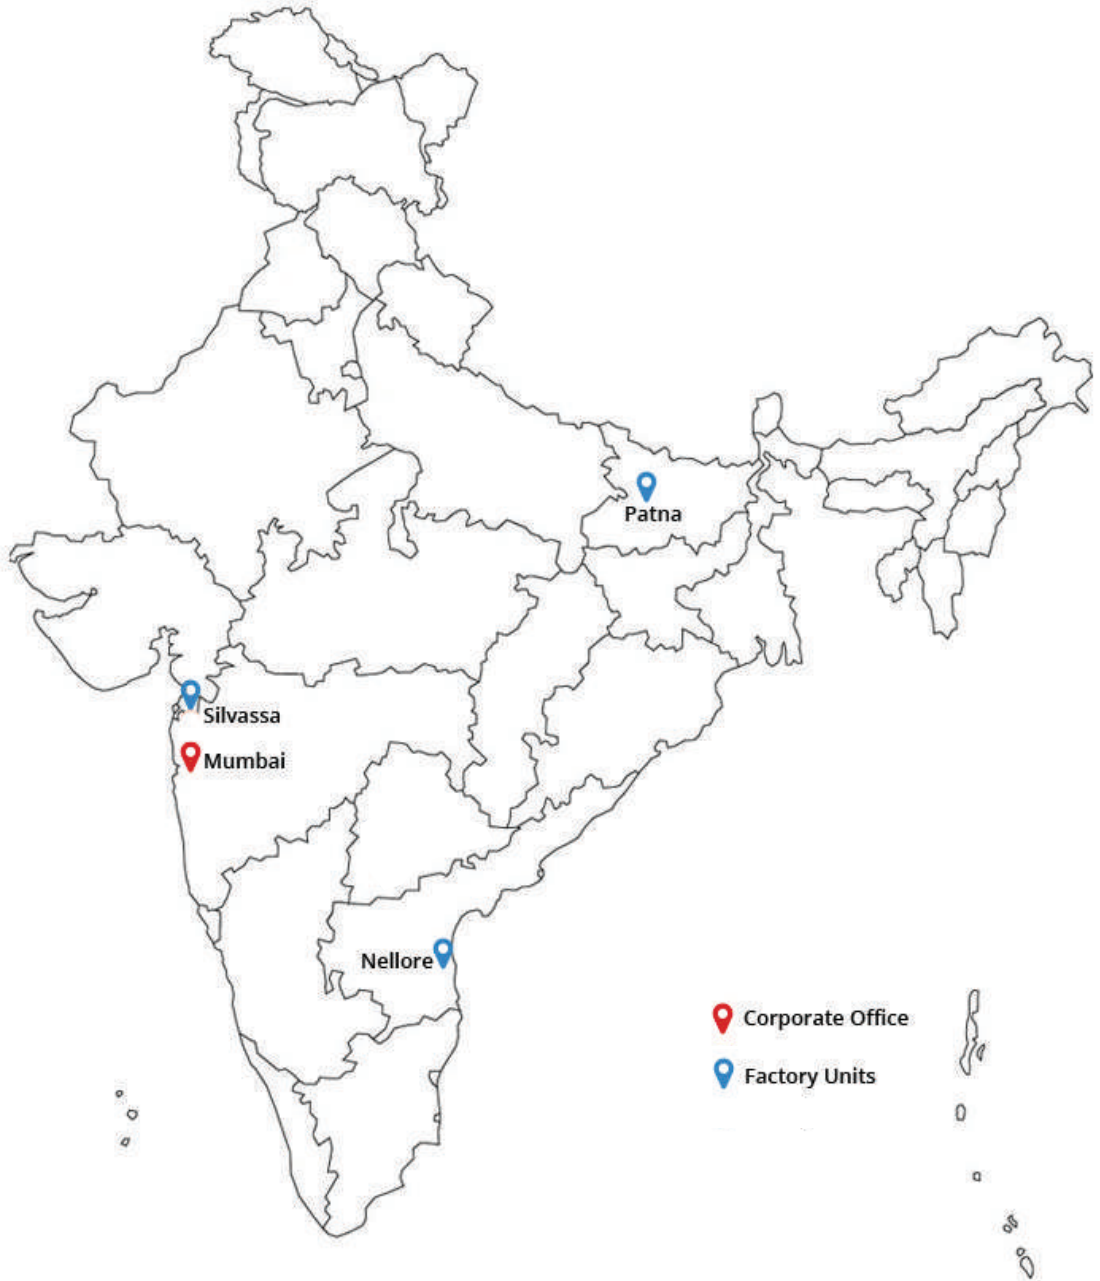 Patna
Silvassa
Mumbai
Nellore
Corporate Office
Factory Units